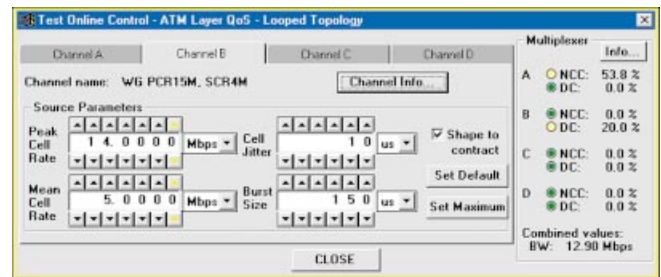 Test Online Control - ATM Layer QoS - Looped Topology
Channel A Channel B Channel C Channel D
Channel name: WG PCR15M, SCR4M Channel Info...
Source Parameters
Peak Cell Rate 1 4. 0 0 0 0 Mbps
Cell Jitter 1 0 us
Shape to contract
Mean Cell Rate 5. 0 0 0 0 Mbps
Burst Size 1 5 0 us
Set Default
Set Maximum
CLOSE
Multiplexer
Info...
A NCC: 53.8 %
DC: 0.0 %
B NCC: 0.0 %
DC: 20.0 %
C NCC: 0.0 %
DC: 0.0 %
D NCC: 0.0 %
DC: 0.0 %
Combined values:
BW: 12.90 Mbps